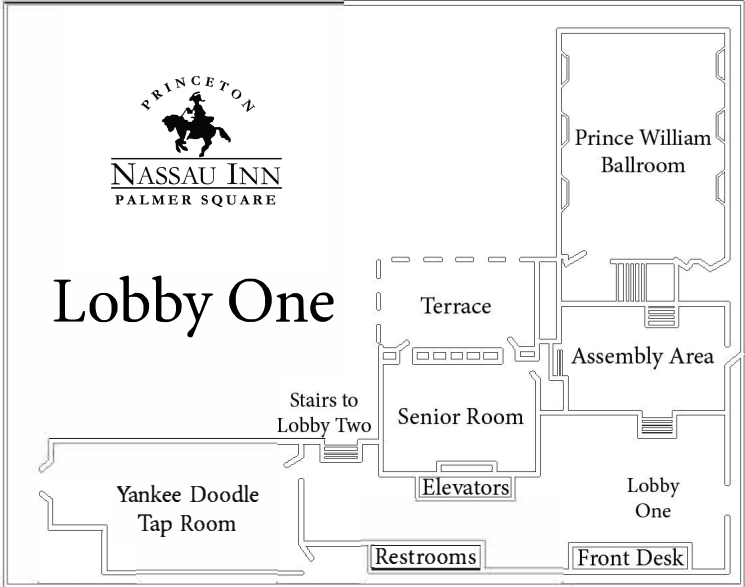 PRINCETON
NASSAU INN
PALMER SQUARE
Lobby One
Prince William
Ballroom
Terrace
Assembly Area
Stairs to
Lobby Two
Senior Room
Elevators
Yankee Doodle
Tap Room
Lobby
One
Restrooms
Front Desk